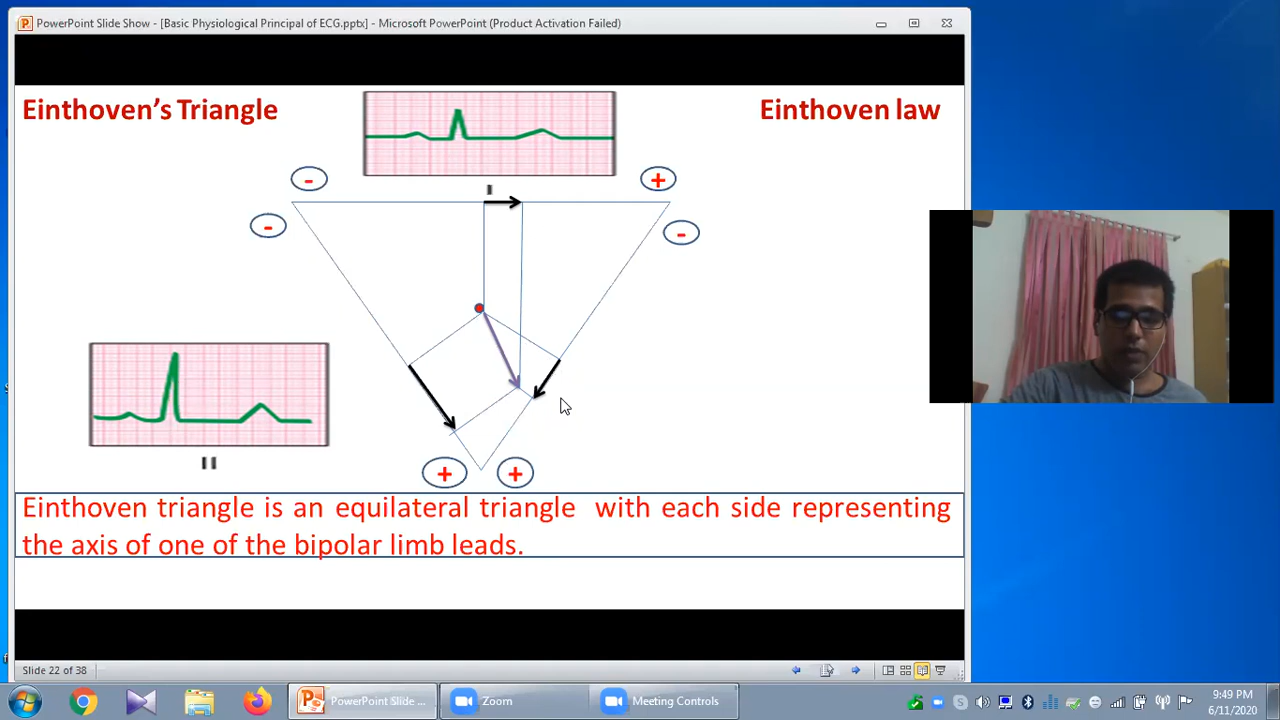 PowerPoint Slide Show - [Basic Physiological Principal of ECG.pptx] - Microsoft PowerPoint (Product Activation Failed)
Einthoven's Triangle
Einthoven law
-
+
I
-
-
II
+
+
Einthoven triangle is an equilateral triangle with each side representing
the axis of one of the bipolar limb leads.
Slide 22 of 38
PowerPoint Slide ...
Zoom
Meeting Controls
9:49 PM
6/11/2020